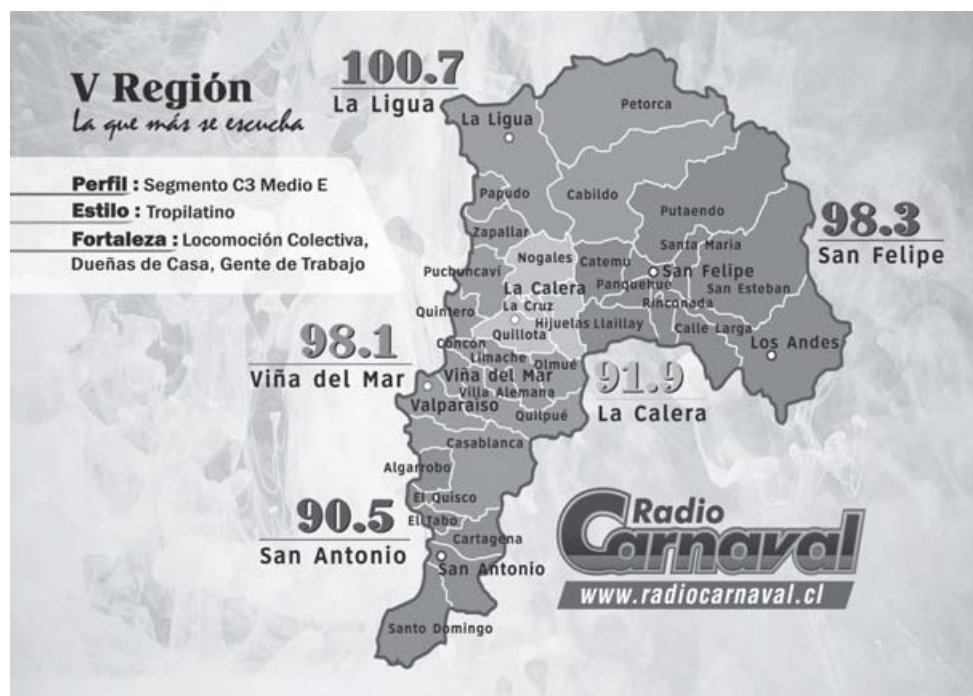 V Región
La que más se escucha
Perfil : Segmento C3 Medio E
Estilo : Tropilatino
Fortaleza : Locomoción Colectiva,
Dueñas de Casa, Gente de Trabajo
100.7
La Ligua
98.3
San Felipe
98.1
Viña del Mar
91.9
La Calera
90.5
San Antonio
La Ligua
Petorca
Papudo
Cabildo
Zapallar
Putaendo
Santa Maria
Nogales
Catemu
San Felipe
Puchuncaví
La Calera
Panquehue
San Esteban
Quintero
La Cruz
Rinconada
Hijuelas
Llaillay
Calle Larga
Quillota
Los Andes
Concón
Limache
Olmué
Viña del Mar
Villa Alemana
Valparaíso
Quilpué
Casablanca
Algarrobo
El Quisco
El Tabo
Cartagena
San Antonio
Santo Domingo
Radio
Carnaval
www.radiocarnaval.cl